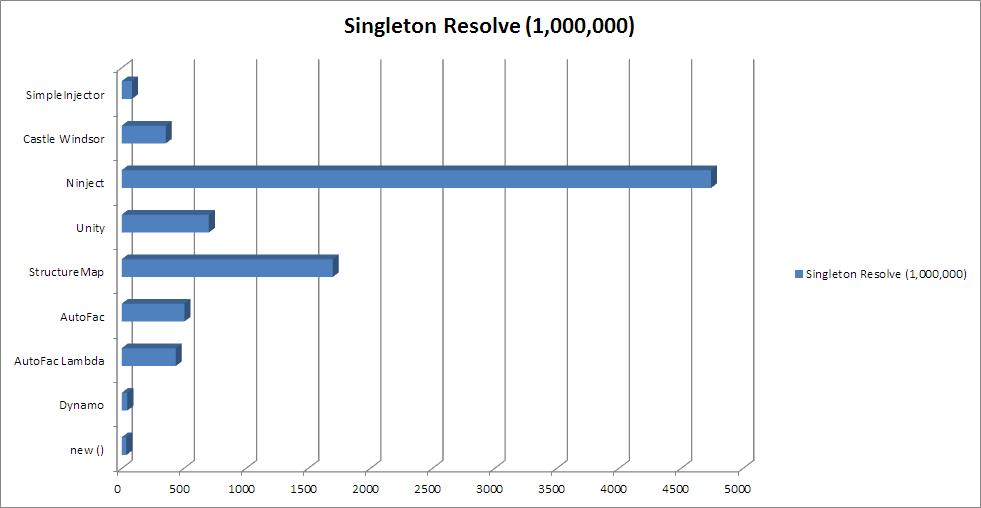 Singleton Resolve (1,000,000)
SimpleInjector
Castle Windsor
Ninject
Unity
StructureMap
AutoFac
AutoFac Lambda
Dynamo
new ()
Singleton Resolve (1,000,000)
0 500 1000 1500 2000 2500 3000 3500 4000 4500 5000